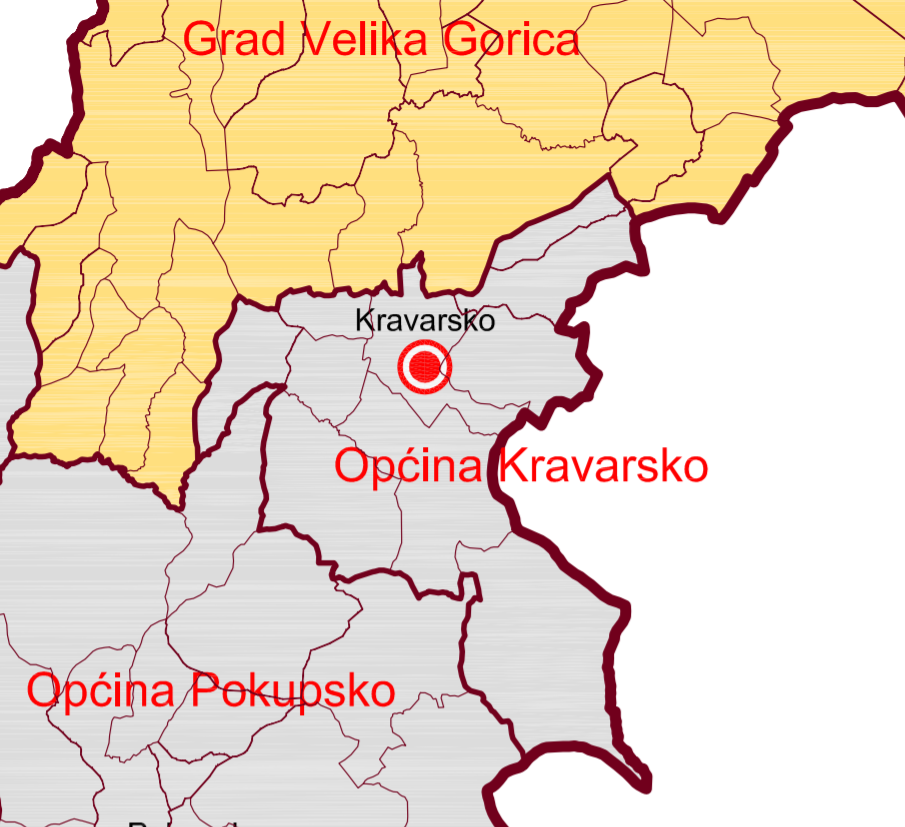 Grad Velika Gorica
Kravarsko
Općina Kravarsko
Općina Pokupsko